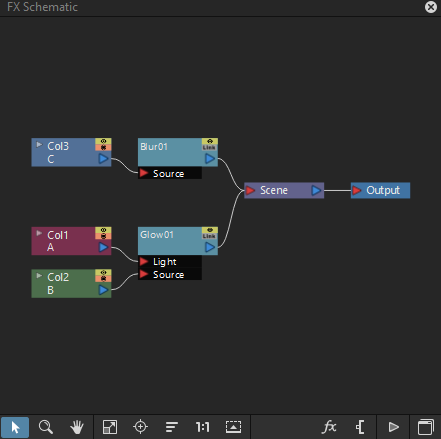 FX Schematic
Col3
C
Blur01
Link
Source
Scene
Output
Col1
A
Glow01
Link
Light
Source
Col2
B
1:1
fx